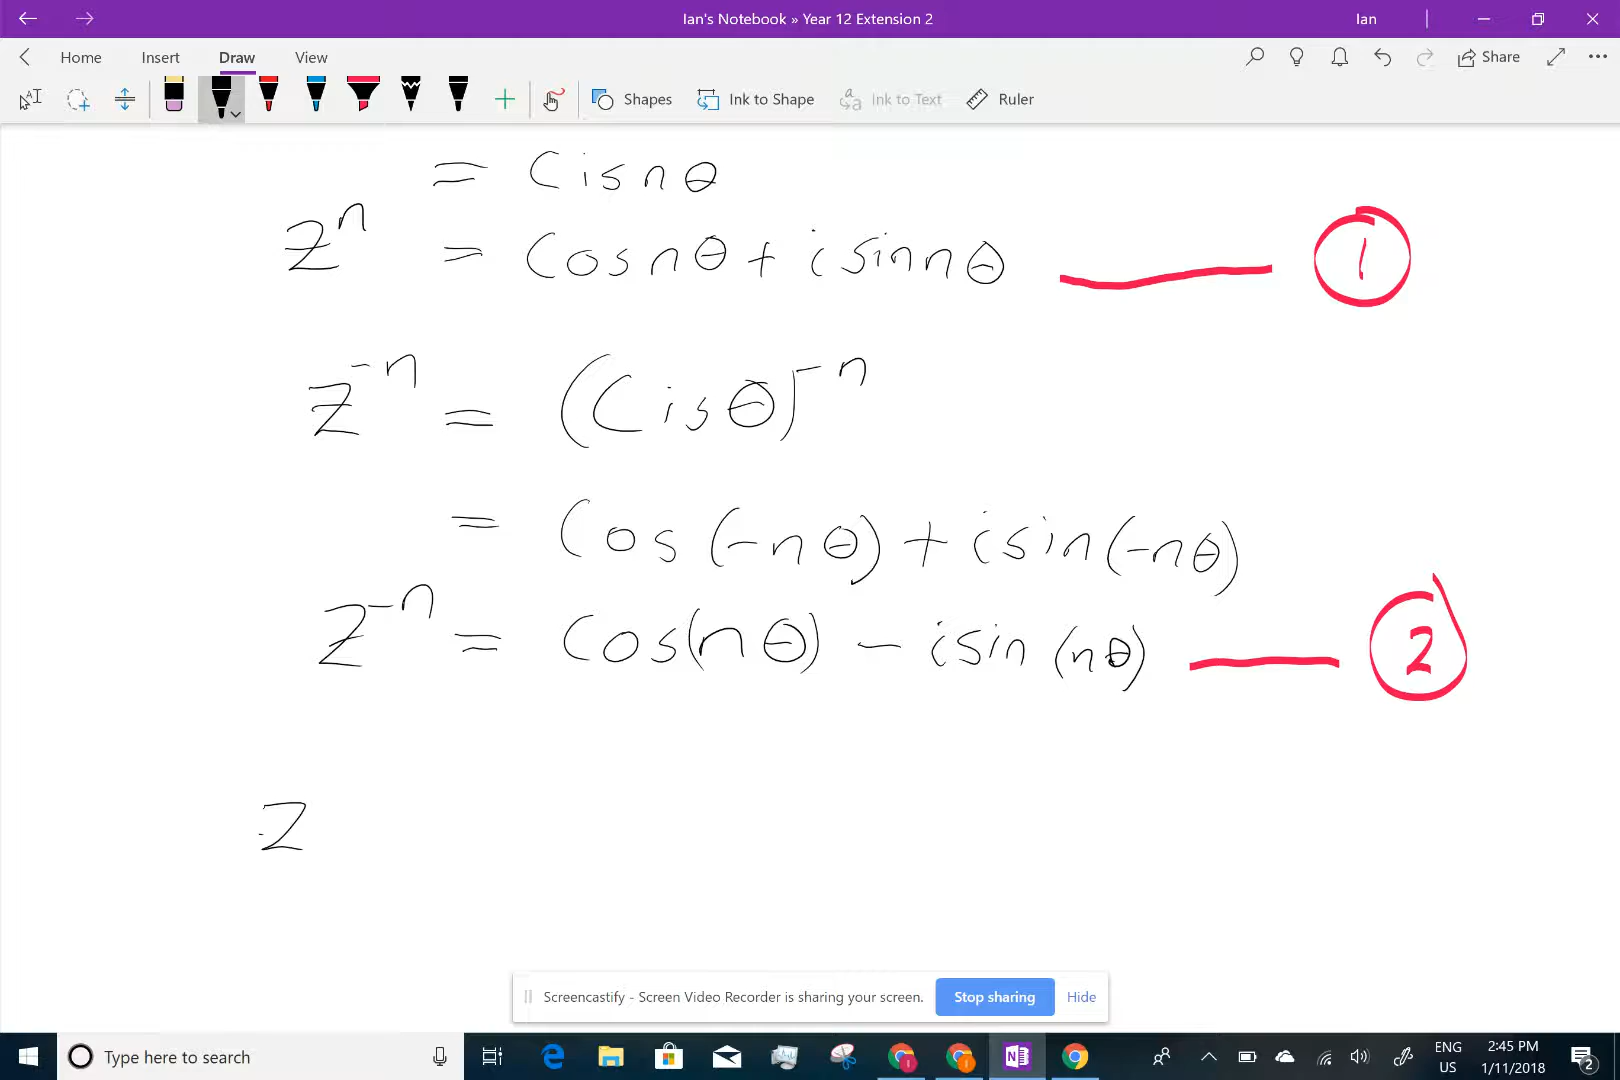 Ian's Notebook » Year 12 Extension 2
Ian
Home Insert Draw View
Share
Shapes Ink to Shape Ink to Text Ruler
= Cis nθ
zⁿ = Cos nθ + i sin nθ ——— ①
z⁻ⁿ = (Cis θ)⁻ⁿ
= Cos (-nθ) + i sin (-nθ)
z⁻ⁿ = Cos(nθ) - i sin (nθ) ——— ②
z
Screencastify - Screen Video Recorder is sharing your screen. Stop sharing Hide
Type here to search
ENG
US
2:45 PM
1/11/2018
2